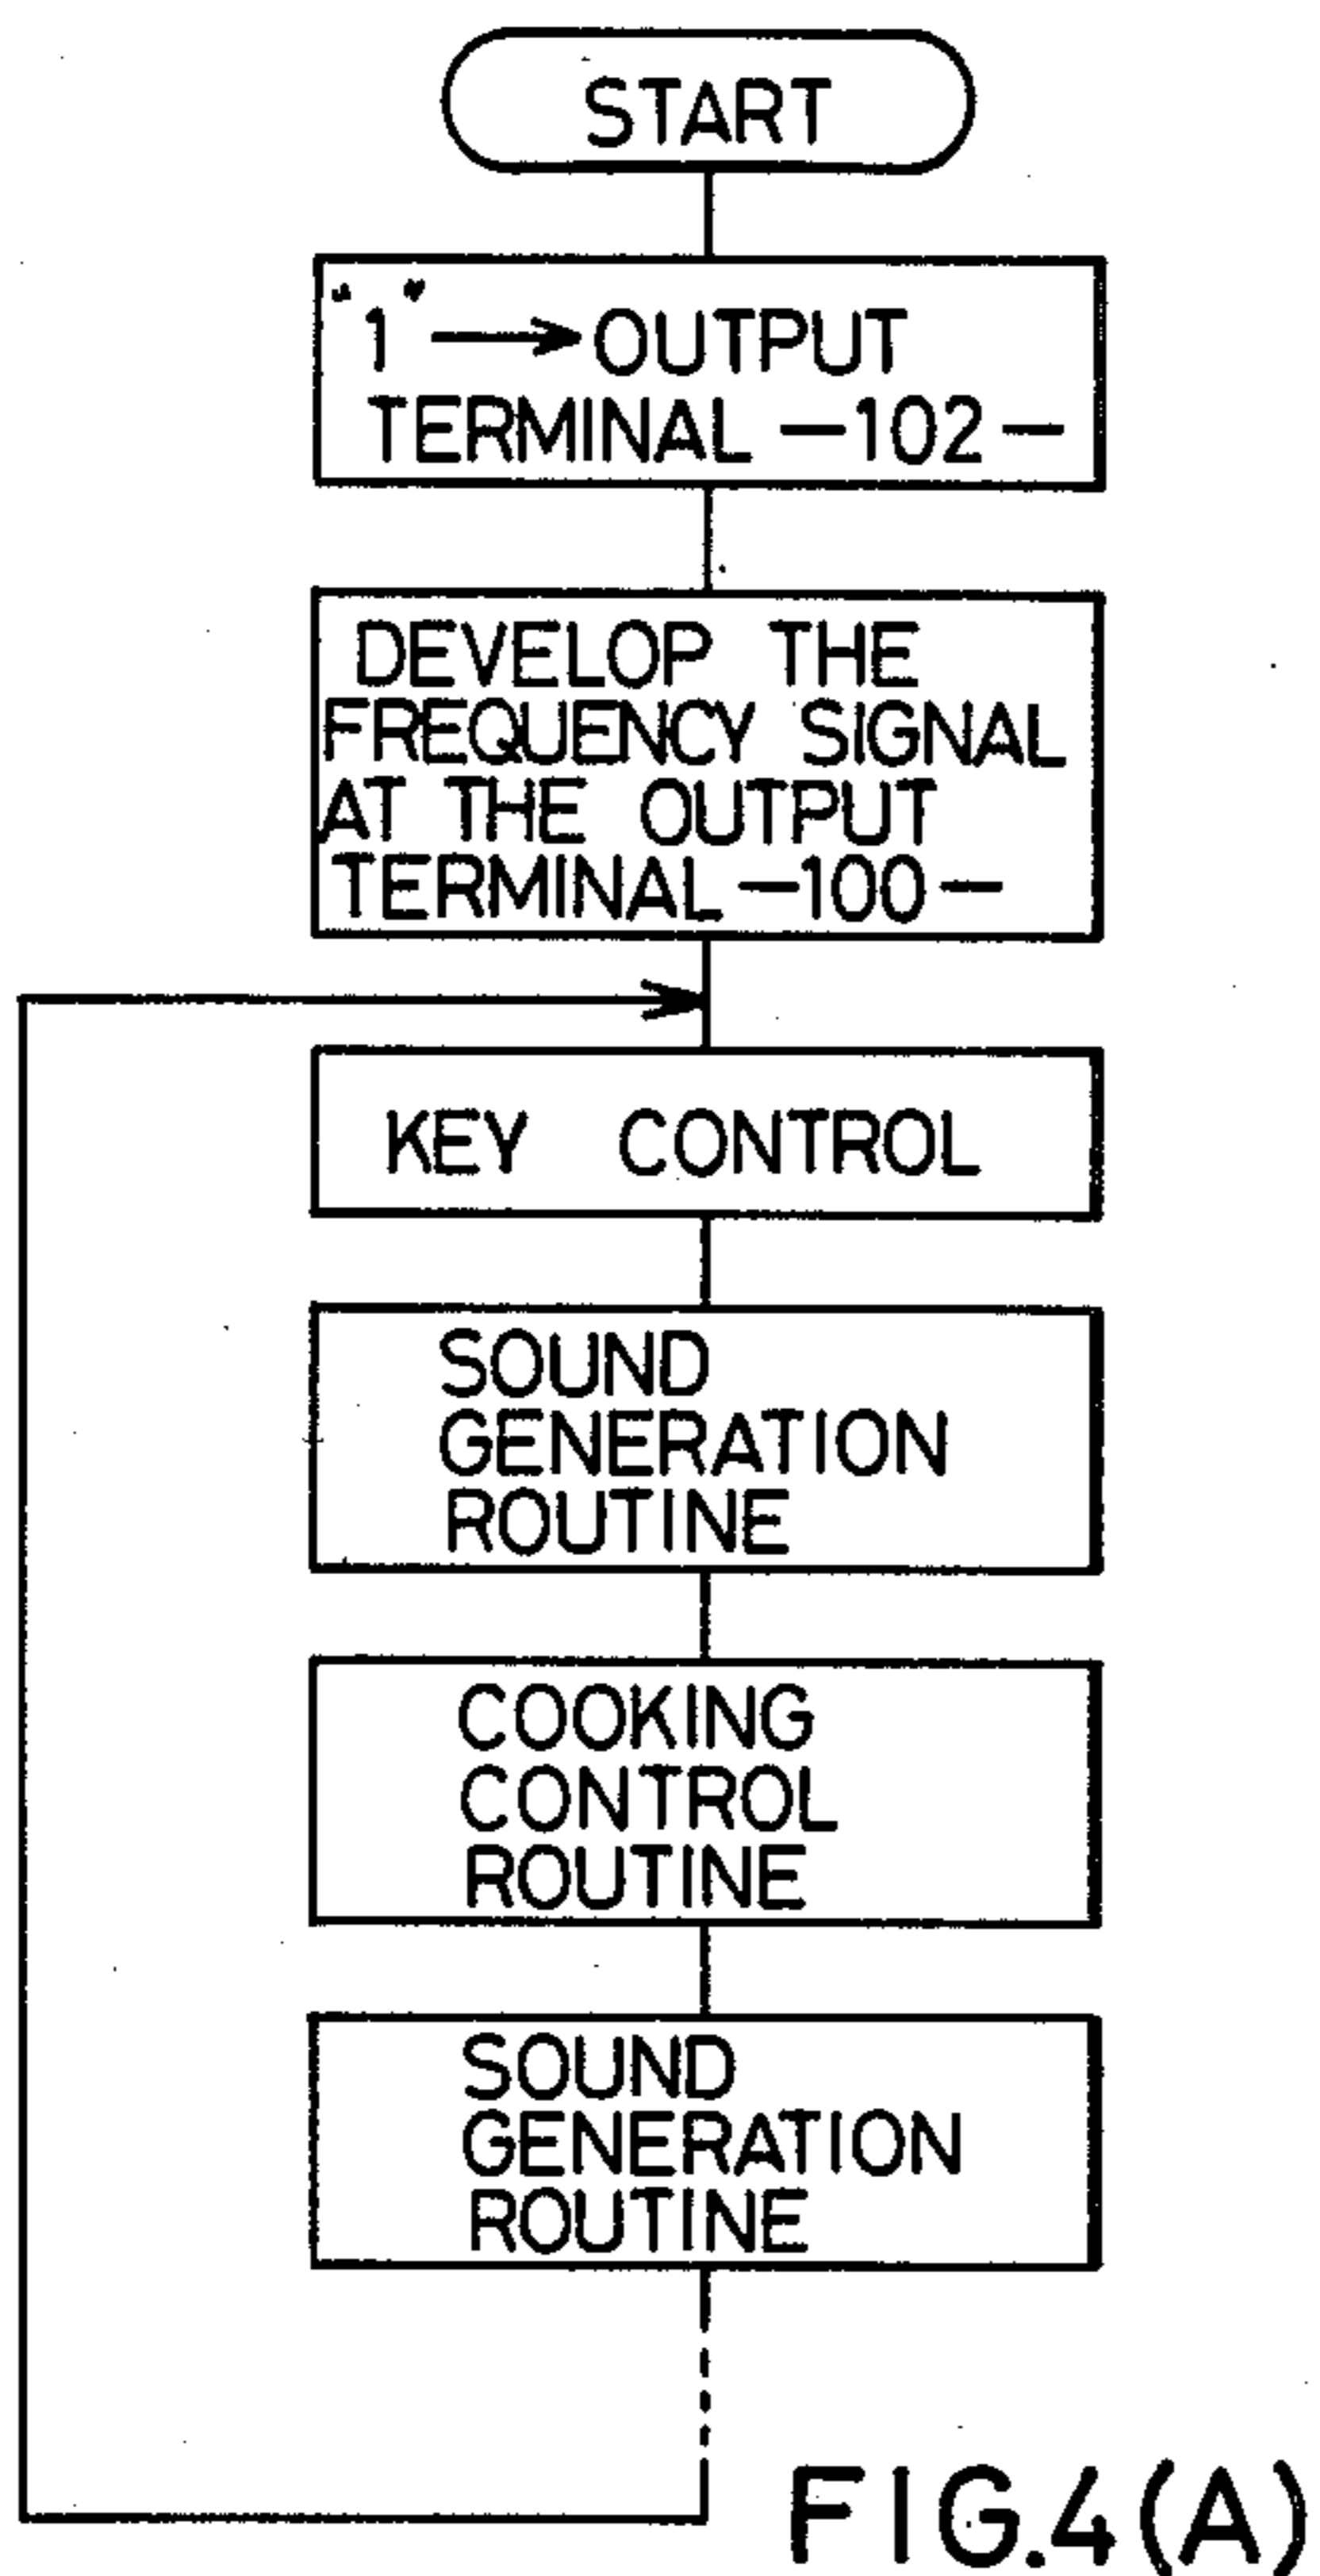 START
"1"→OUTPUT
TERMINAL -102-
DEVELOP THE
FREQUENCY SIGNAL
AT THE OUTPUT
TERMINAL -100-
KEY CONTROL
SOUND
GENERATION
ROUTINE
COOKING
CONTROL
ROUTINE
SOUND
GENERATION
ROUTINE
FIG.4(A)